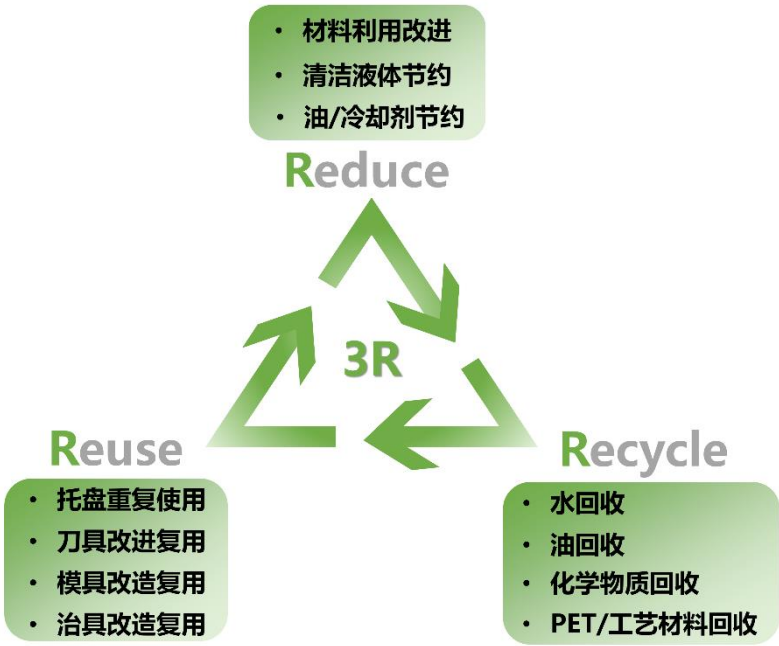 · 材料利用改进
· 清洁液体节约
· 油/冷却剂节约
Reduce
3R
Reuse
· 托盘重复使用
· 刀具改进复用
· 模具改造复用
· 治具改造复用
Recycle
· 水回收
· 油回收
· 化学物质回收
· PET/工艺材料回收